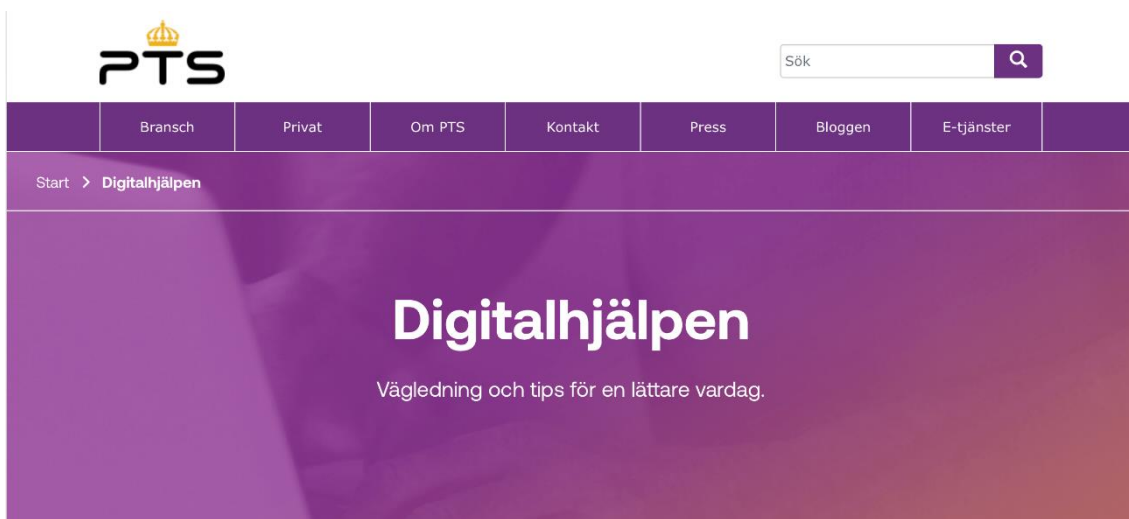 PTS
Sök
Bransch Privat Om PTS Kontakt Press Bloggen E-tjänster
Start > Digitalhjälpen
Digitalhjälpen
Vägledning och tips för en lättare vardag.